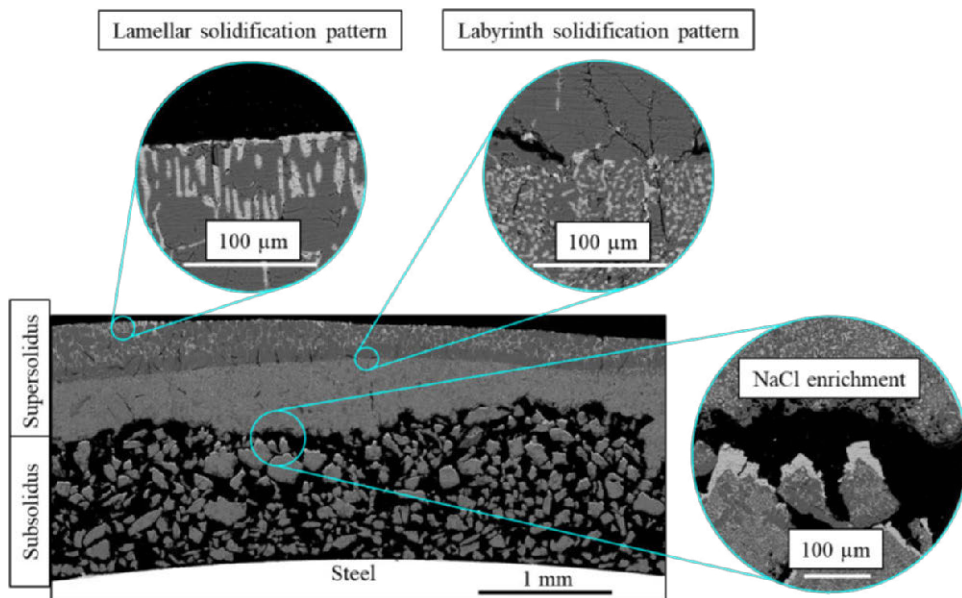 Lamellar solidification pattern
Labyrinth solidification pattern
100 µm
100 µm
Supersolidus
NaCl enrichment
Subsolidus
100 µm
Steel
1 mm